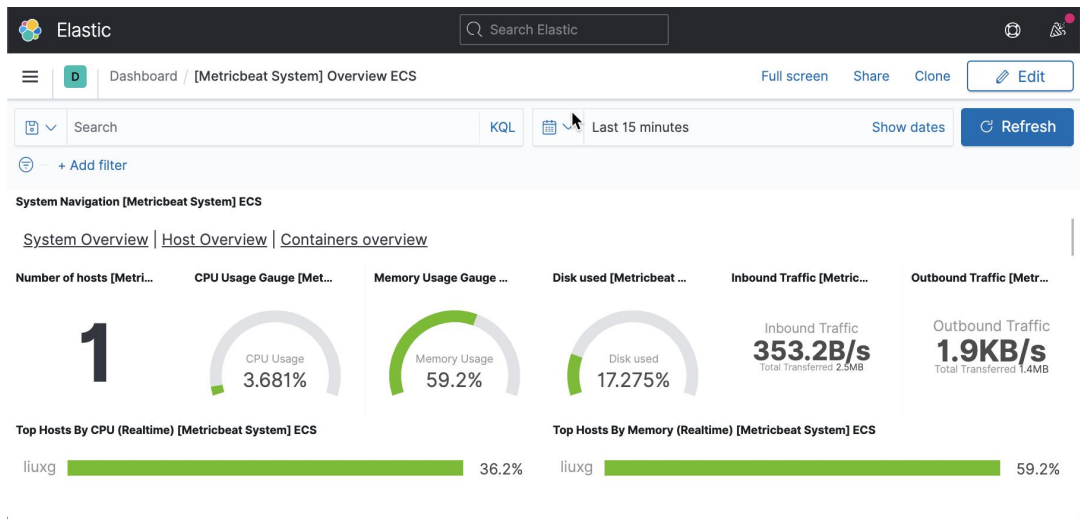 Elastic
Search Elastic
D
Dashboard / [Metricbeat System] Overview ECS
Full screen
Share
Clone
Edit
Search
KQL
Last 15 minutes
Show dates
Refresh
+ Add filter
System Navigation [Metricbeat System] ECS
System Overview | Host Overview | Containers overview
Number of hosts [Metri...
CPU Usage Gauge [Met...
Memory Usage Gauge ...
Disk used [Metricbeat ...
Inbound Traffic [Metric...
Outbound Traffic [Metr...
1
CPU Usage
3.681%
Memory Usage
59.2%
Disk used
17.275%
Inbound Traffic
353.2B/s
Total Transferred 2.5MB
Outbound Traffic
1.9KB/s
Total Transferred 1.4MB
Top Hosts By CPU (Realtime) [Metricbeat System] ECS
Top Hosts By Memory (Realtime) [Metricbeat System] ECS
liuxg
36.2%
liuxg
59.2%